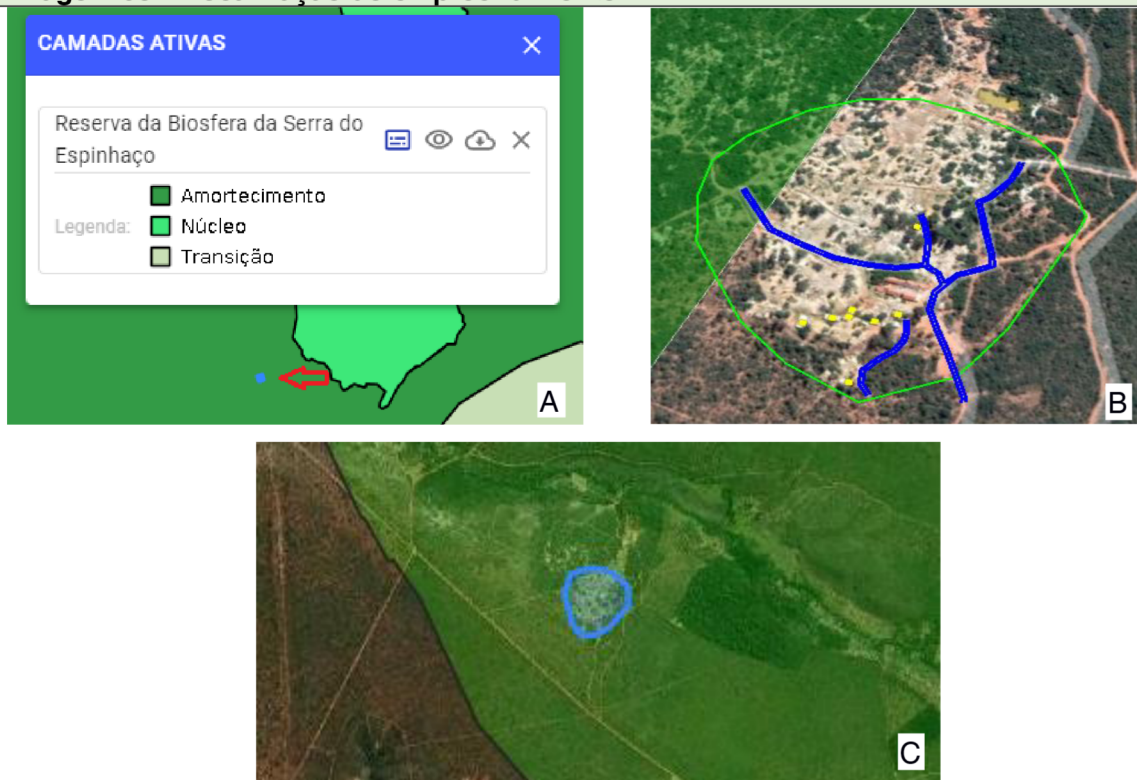 CAMADAS ATIVAS
Reserva da Biosfera da Serra do
Espinhaço
Legenda:
Amortecimento
Núcleo
Transição
A
B
C